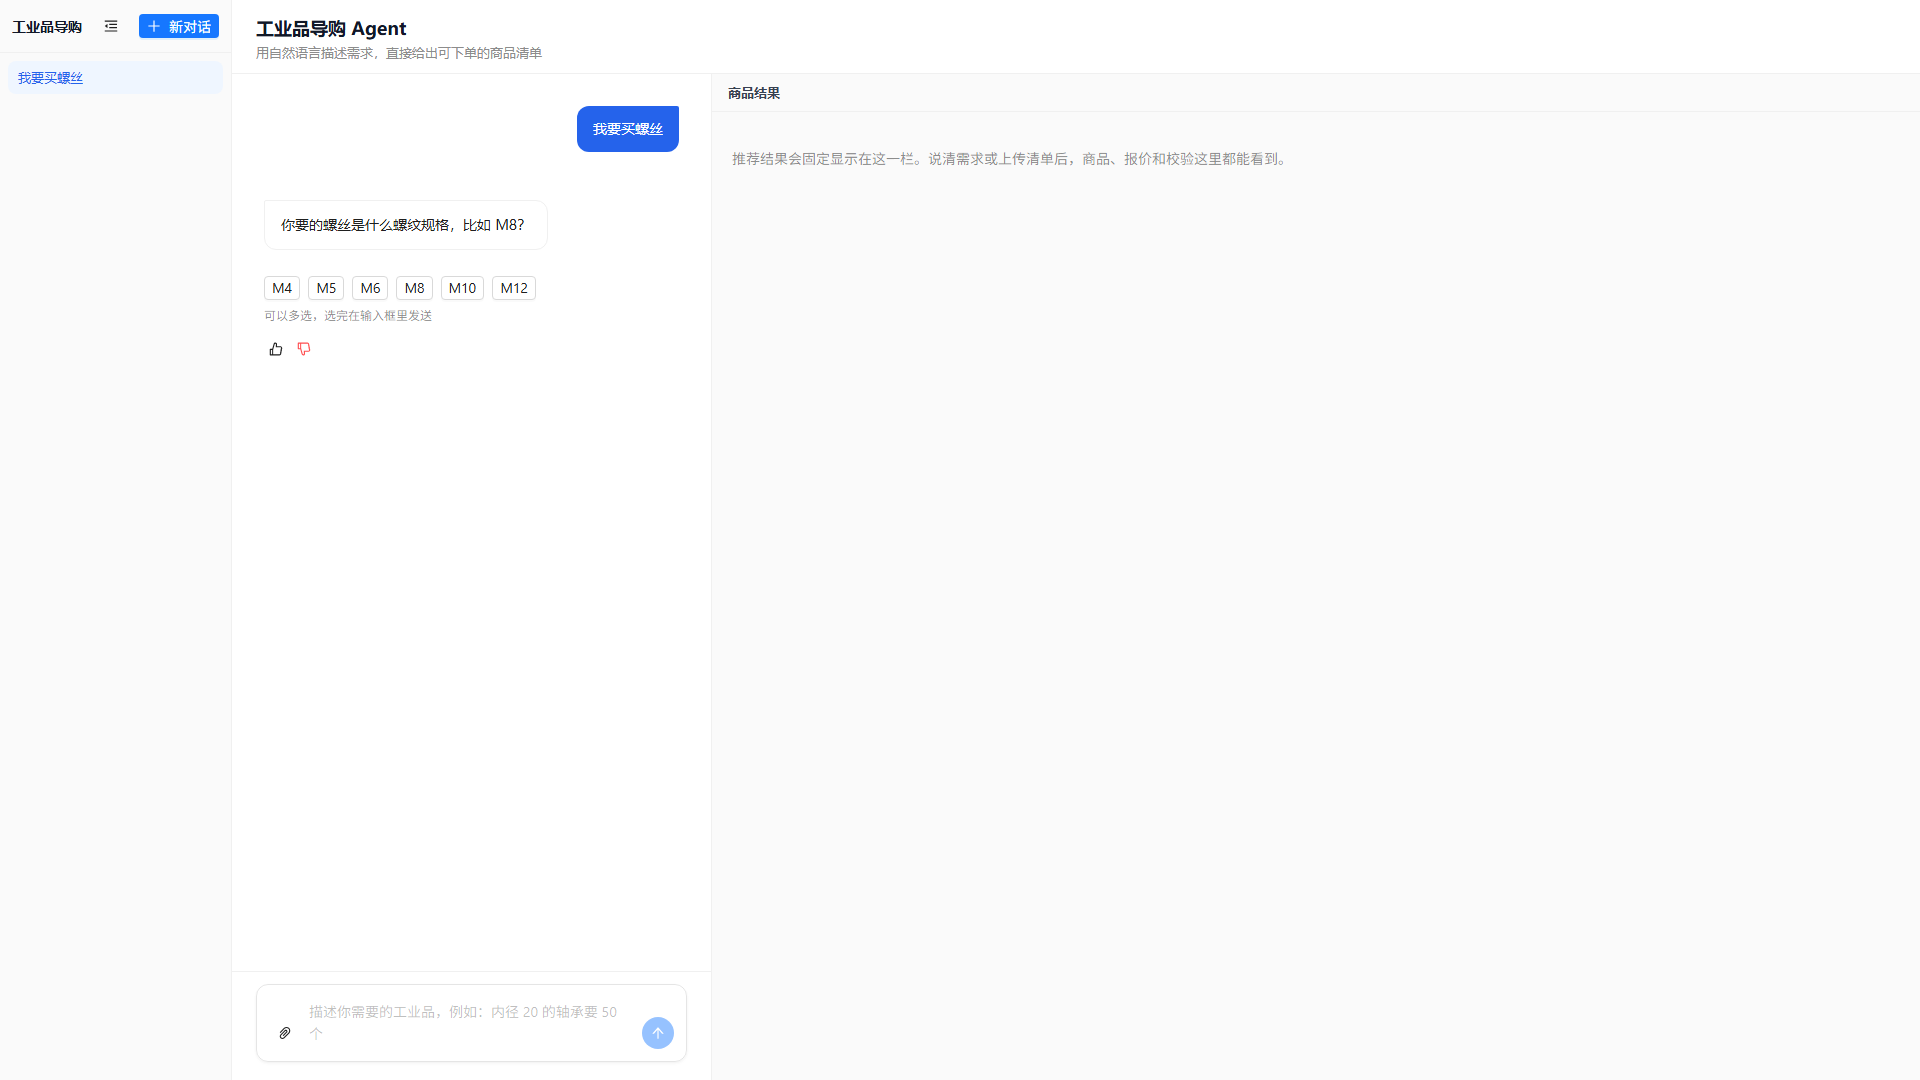 工业品导购
新对话
我要买螺丝
工业品导购 Agent
用自然语言描述需求，直接给出可下单的商品清单
我要买螺丝
你要的螺丝是什么螺纹规格，比如 M8？
M4 M5 M6 M8 M10 M12
可以多选，选完在输入框里发送
描述你需要的工业品，例如：内径 20 的轴承要 50
个
商品结果
推荐结果会固定显示在这一栏。说清需求或上传清单后，商品、报价和校验这里都能看到。